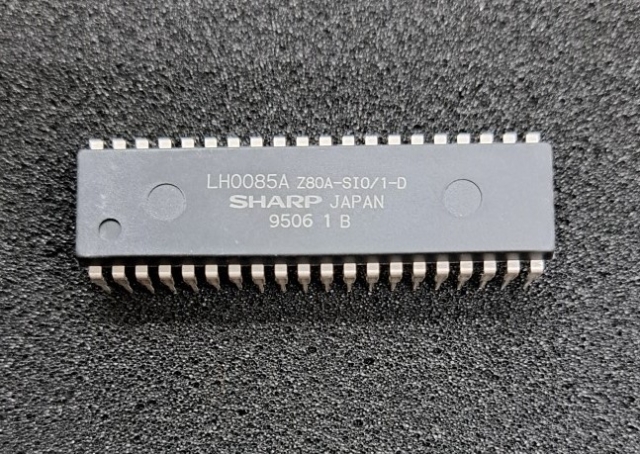 LH0085A Z80A-SIO/1-D
SHARP JAPAN
9506 1 B